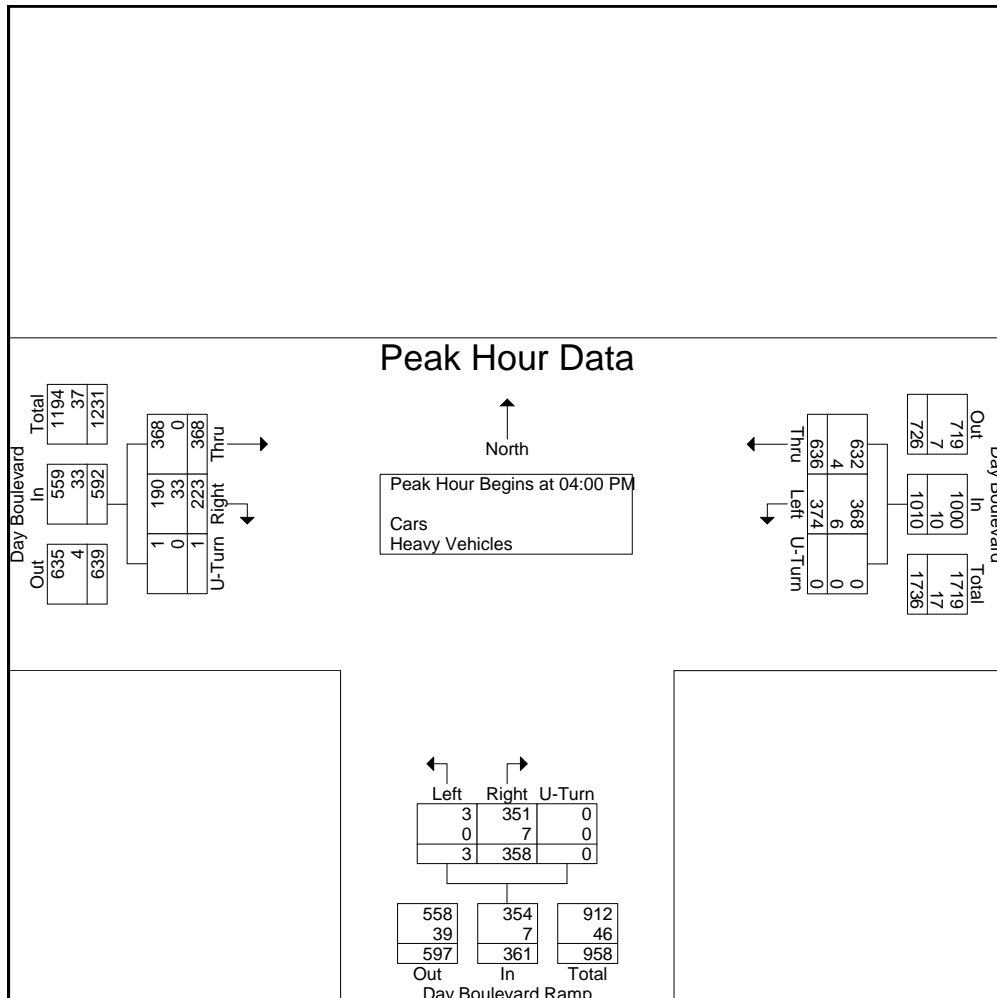 Peak Hour Data
North
Peak Hour Begins at 04:00 PM
Cars
Heavy Vehicles
Day Boulevard
Total
1194
37
1231
In
559
33
592
Out
635
4
639
Thru
368
0
368
Right
190
33
223
U-Turn
1
0
1
Thru
632
4
636
Left
368
6
374
U-Turn
0
0
0
Day Boulevard
Out
719
7
726
In
1000
10
1010
Total
1719
17
1736
Left Right U-Turn
3 351 0
0 7 0
3 358 0
558 354 912
39 7 46
597 361 958
Out In Total
Day Boulevard Ramp